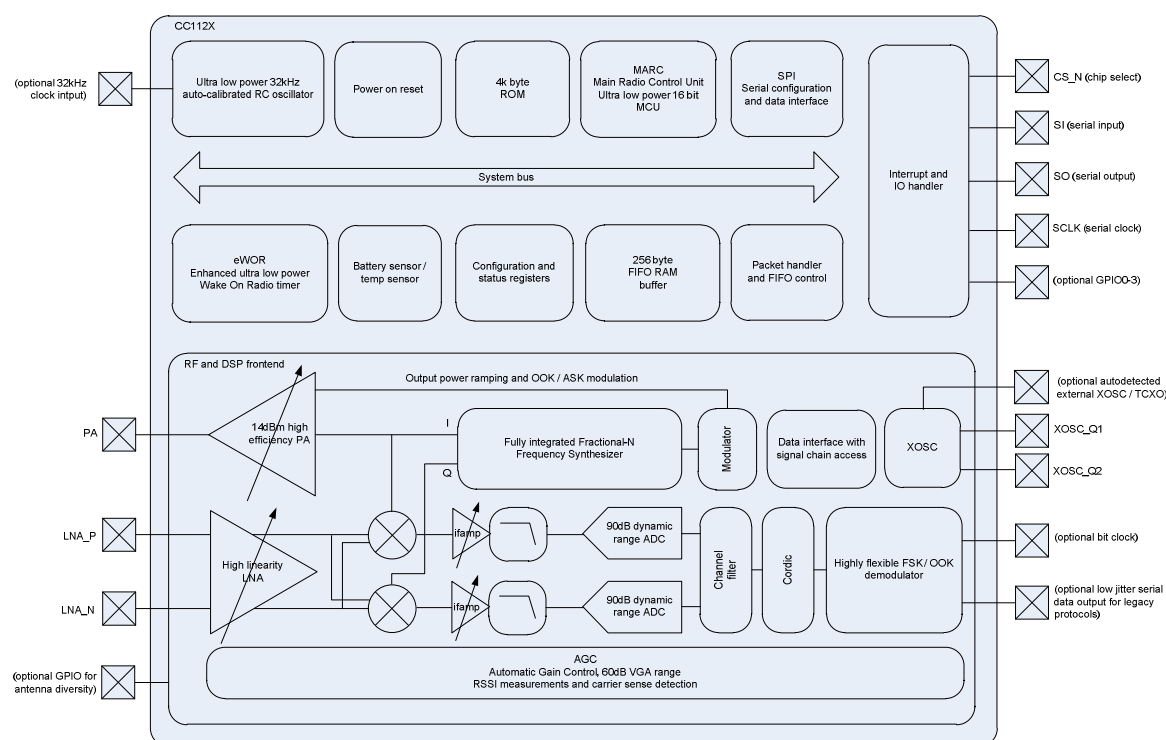 CC112X
(optional 32kHz
clock intput)
Ultra low power 32kHz
auto-calibrated RC oscillator
Power on reset
4k byte
ROM
MARC
Main Radio Control Unit
Ultra low power 16 bit
MCU
SPI
Serial configuration
and data interface
System bus
eWOR
Enhanced ultra low power
Wake On Radio timer
Battery sensor /
temp sensor
Configuration and
status registers
256 byte
FIFO RAM
buffer
Packet handler
and FIFO control
Interrupt and
IO handler
CS_N (chip select)
SI (serial input)
SO (serial output)
SCLK (serial clock)
(optional GPIO0-3)
RF and DSP frontend
Output power ramping and OOK / ASK modulation
PA
14dBm high
efficiency PA
I
Q
Fully integrated Fractional-N
Frequency Synthesizer
Modulator
Data interface with
signal chain access
XOSC
(optional autodetected
external XOSC / TCXO)
XOSC_Q1
XOSC_Q2
LNA_P
LNA_N
High linearity
LNA
ifamp
90dB dynamic
range ADC
ifamp
90dB dynamic
range ADC
Channel
filter
Cordic
Highly flexible FSK / OOK
demodulator
(optional bit clock)
(optional low jitter serial
data output for legacy
protocols)
(optional GPIO for
antenna diversity)
AGC
Automatic Gain Control, 60dB VGA range
RSSI measurements and carrier sense detection